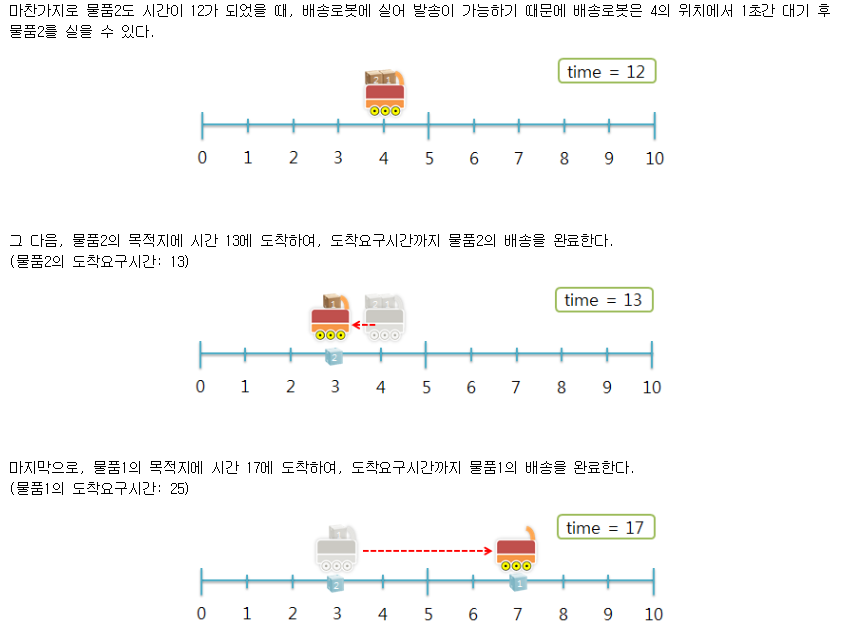 마찬가지로 물품2도 시간이 12가 되었을 때, 배송로봇에 실어 발송이 가능하기 때문에 배송로봇은 4의 위치에서 1초간 대기 후
물품2를 실을 수 있다.
time = 12
2 1
0 1 2 3 4 5 6 7 8 9 10
그 다음, 물품2의 목적지에 시간 13에 도착하여, 도착요구시간까지 물품2의 배송을 완료한다.
(물품2의 도착요구시간: 13)
time = 13
1 2 1
2
0 1 2 3 4 5 6 7 8 9 10
마지막으로, 물품1의 목적지에 시간 17에 도착하여, 도착요구시간까지 물품1의 배송을 완료한다.
(물품1의 도착요구시간: 25)
time = 17
1
2 1
0 1 2 3 4 5 6 7 8 9 10